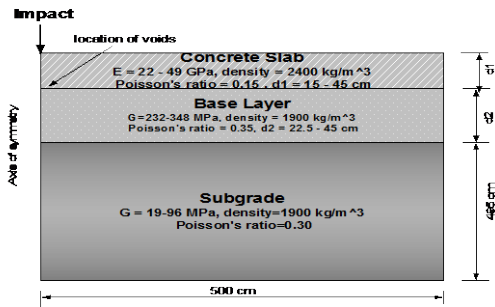 Impact
location of voids
Concrete Slab
E = 22 - 49 GPa, density = 2400 kg/m^3
Poisson's ratio = 0.15 , d1 = 15 - 45 cm
d1
Base Layer
G=232-348 MPa, density = 1900 kg/m^3
Poisson's ratio = 0.35, d2 = 22.5 - 45 cm
d2
Axis of symmetry
Subgrade
G = 19-96 MPa, density=1900 kg/m^3
Poisson's ratio=0.30
cm
500 cm